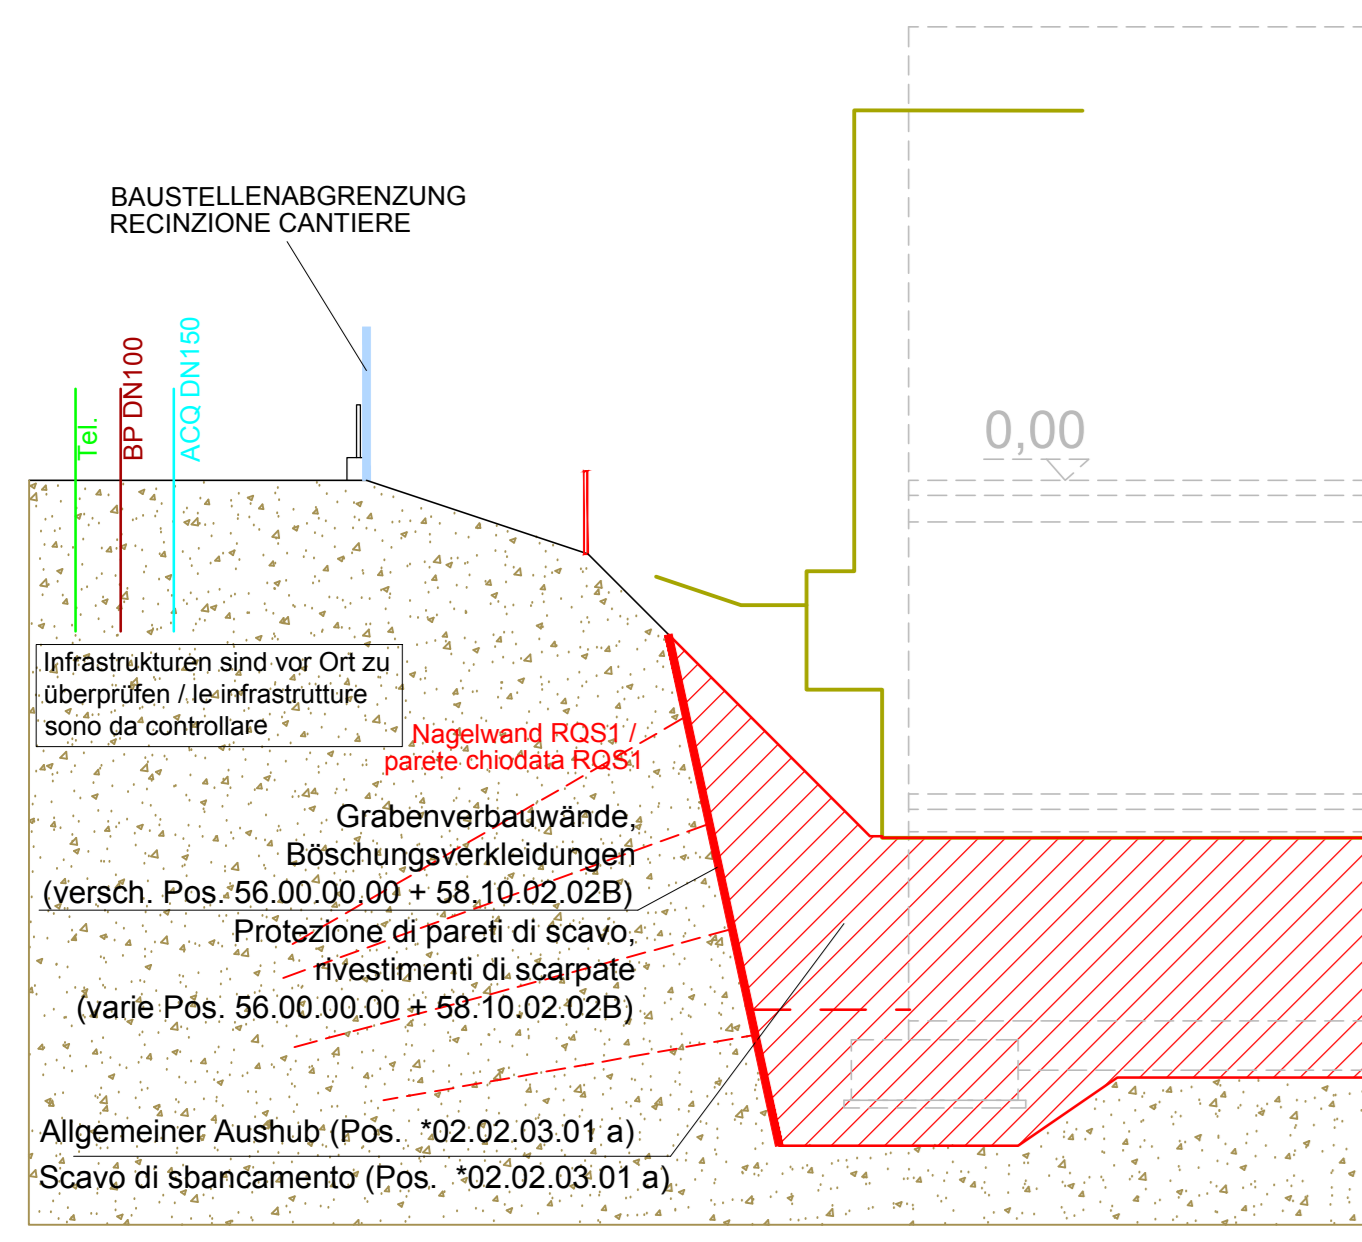 BAUSTELLENABGRENZUNG
RECINZIONE CANTIERE
Tel.
BP DN100
ACQ DN150
0,00
Infrastrukturen sind vor Ort zu
überprüfen / le infrastrutture
sono da controllare
Nagelwand RQS1 /
parete chiodata RQS1
Grabenverbauwände,
Böschungsverkleidungen
(versch. Pos. 56.00.00.00 + 58.10.02.02B)
Protezione di pareti di scavo,
rivestimenti di scarpate
(varie Pos. 56.00.00.00 + 58.10.02.02B)
Allgemeiner Aushub (Pos. *02.02.03.01 a)
Scavo di sbancamento (Pos. *02.02.03.01 a)